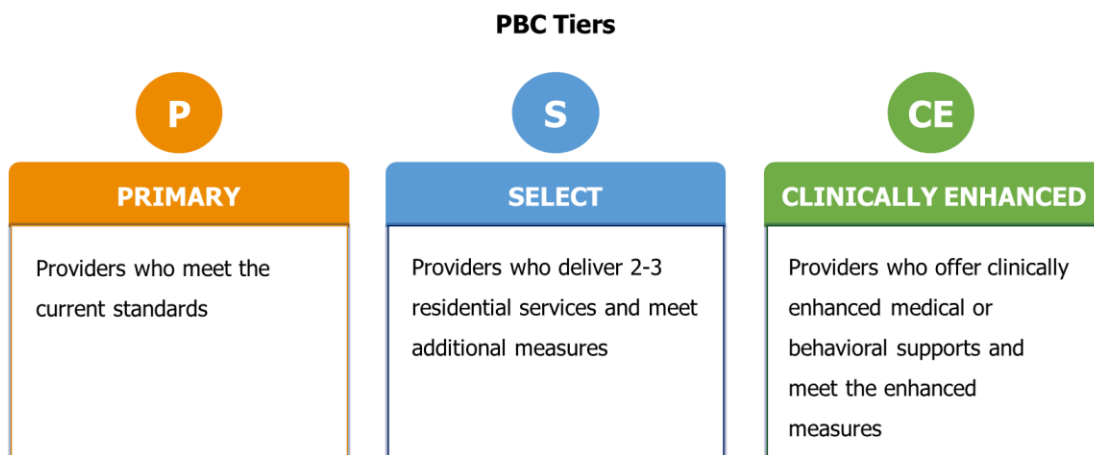 PBC Tiers
P
S
CE
PRIMARY
SELECT
CLINICALLY ENHANCED
Providers who meet the
current standards
Providers who deliver 2-3
residential services and meet
additional measures
Providers who offer clinically
enhanced medical or
behavioral supports and
meet the enhanced
measures